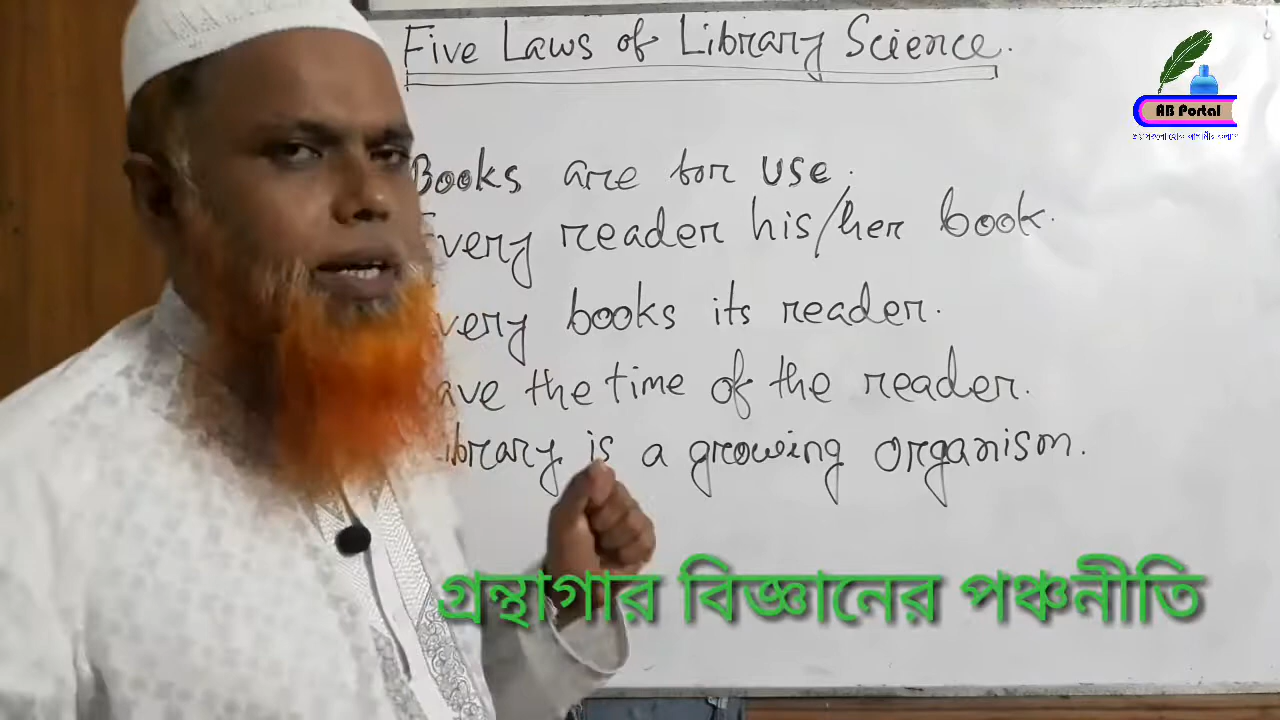 Five Laws of Library Science.
AB Portal
Books are for use.
Every reader his/her book.
very books its reader.
ave the time of the reader.
ibrary is a growing organism.
গ্রন্থাগার বিজ্ঞানের পঞ্চনীতি